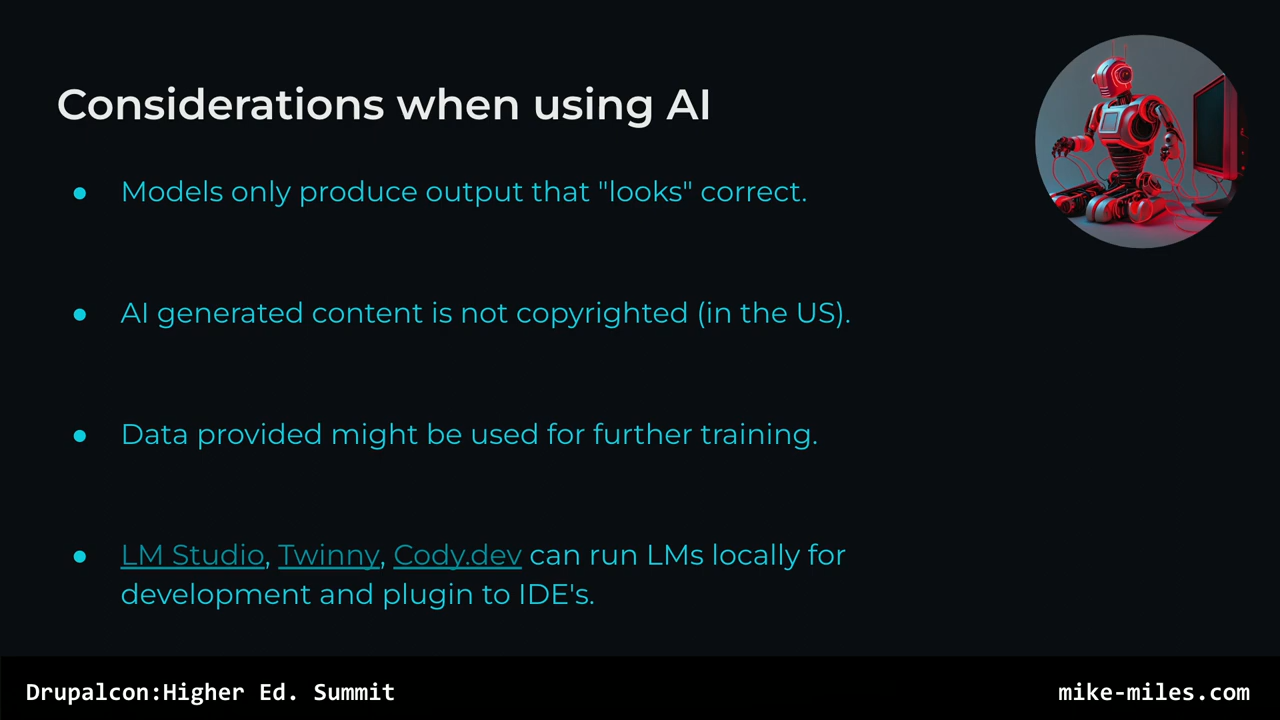 Considerations when using AI
● Models only produce output that "looks" correct.
● AI generated content is not copyrighted (in the US).
● Data provided might be used for further training.
● LM Studio, Twinny, Cody.dev can run LMs locally for
development and plugin to IDE's.
Drupalcon:Higher Ed. Summit
mike-miles.com